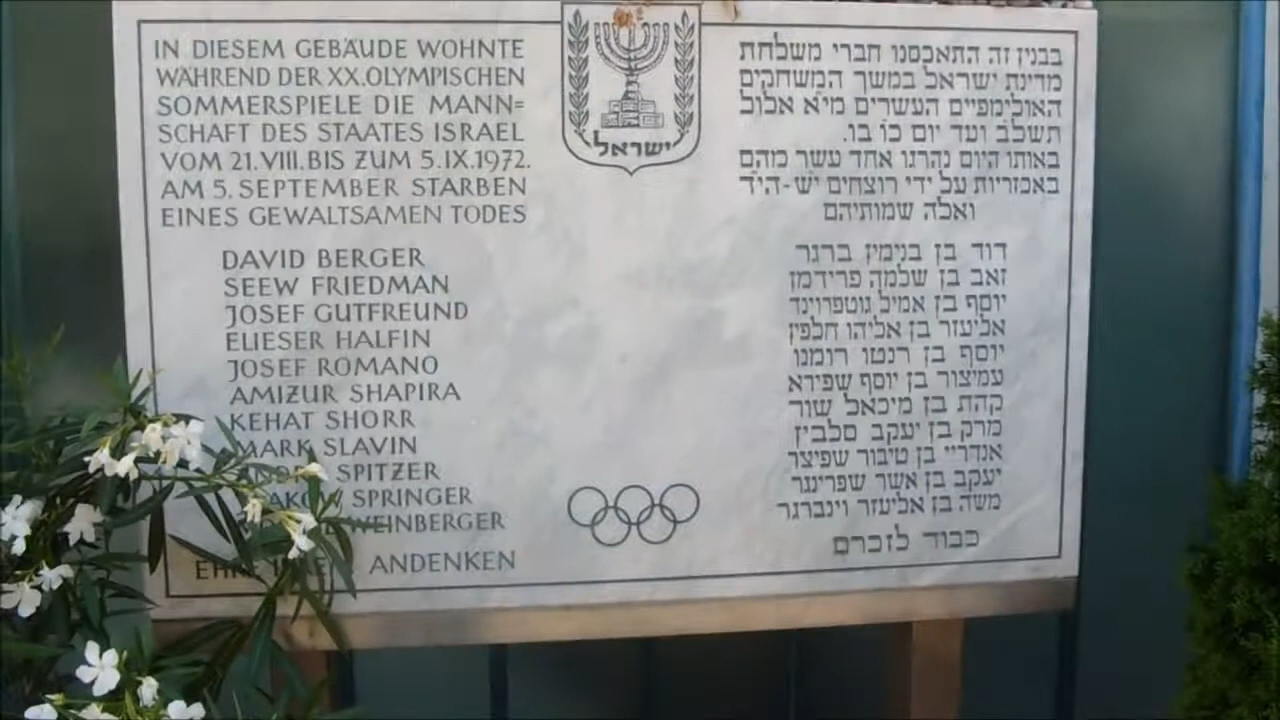 IN DIESEM GEBÄUDE WOHNTE
WÄHREND DER XX.OLYMPISCHEN
SOMMERSPIELE DIE MANN=
SCHAFT DES STAATES ISRAEL
VOM 21.VIII.BIS ZUM 5.IX.1972.
AM 5. SEPTEMBER STARBEN
EINES GEWALTSAMEN TODES
DAVID BERGER
SEEW FRIEDMAN
JOSEF GUTFREUND
ELIESER HALFIN
JOSEF ROMANO
AMIZUR SHAPIRA
KEHAT SHORR
MARK SLAVIN
SPITZER
SPRINGER
WEINBERGER
ANDENKEN
ישראל
בבנין זה התאכסנו חברי משלחת
מדינת ישראל במשך המשחקים
האולימפיים העשרים מי״א אלול
תשל״ב ועד יום כ״ו בו.
באותו היום נהרגו אחד עשר מהם
באכזריות על ידי רוצחים יש-הי״ד
ואלה שמותיהם
דוד בן בנימין ברגר
זאב בן שלמה פרידמן
יוסף בן אמיל גוטפרוינד
אליעזר בן אליהו חלפין
יוסף בן רנטו רומנו
עמיצור בן יוסף שפירא
קהת בן מיכאל שור
מרק בן יעקב סלבין
אנדריי בן טיבור שפיצר
יעקב בן אשר שפרינגר
משה בן אליעזר וינברגר
כבוד לזכרם